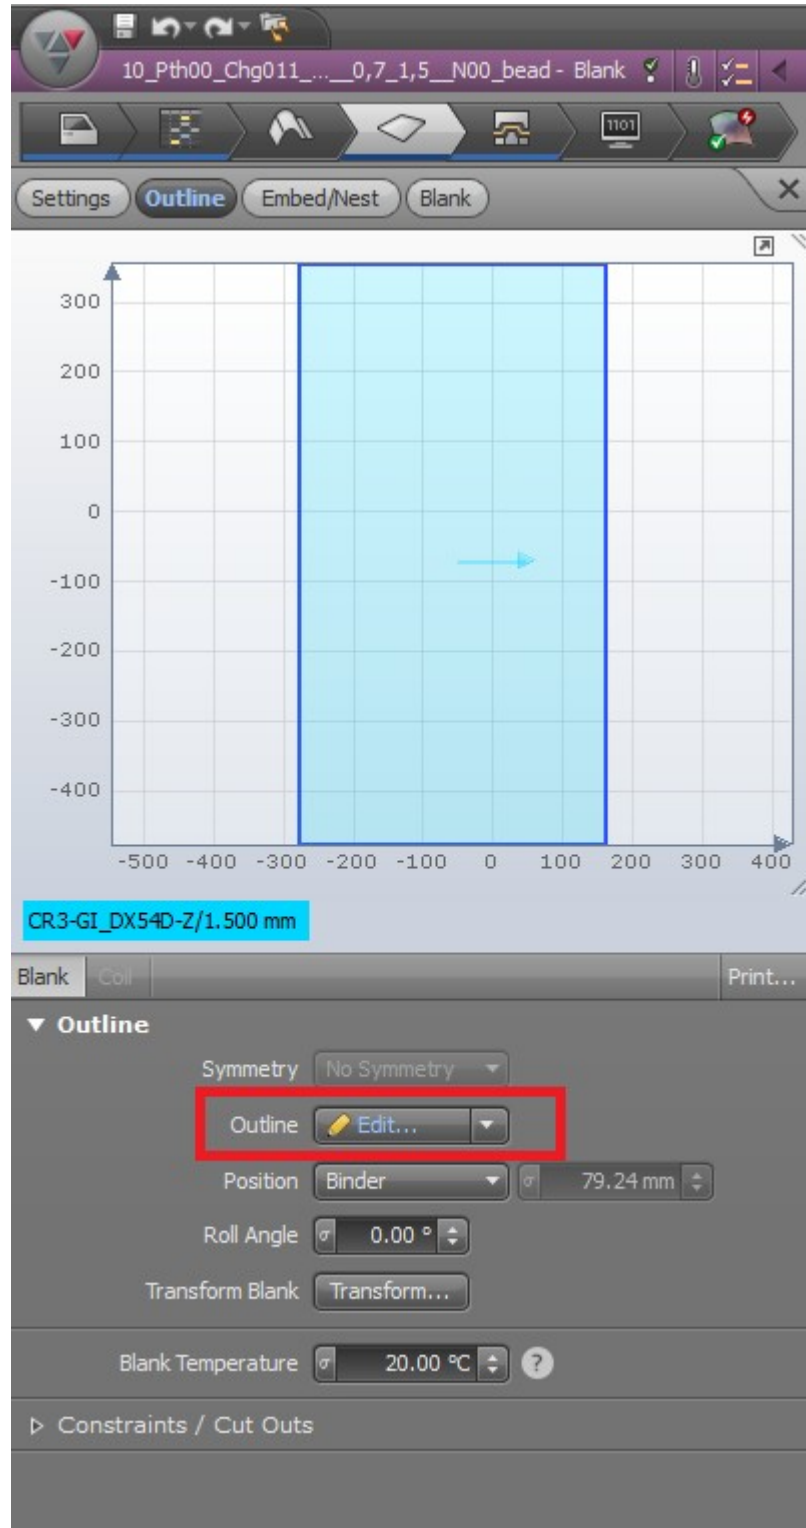 10_Pth00_Chg011_...__0,7_1,5__N00_bead - Blank
1101
Settings Outline Embed/Nest Blank
300
200
100
0
-100
-200
-300
-400
-500 -400 -300 -200 -100 0 100 200 300 400
CR3-GI_DX54D-Z/1.500 mm
Blank Coil Print...
Outline
Symmetry No Symmetry
Outline Edit...
Position Binder σ 79.24 mm
Roll Angle σ 0.00 °
Transform Blank Transform...
Blank Temperature σ 20.00 °C ?
Constraints / Cut Outs